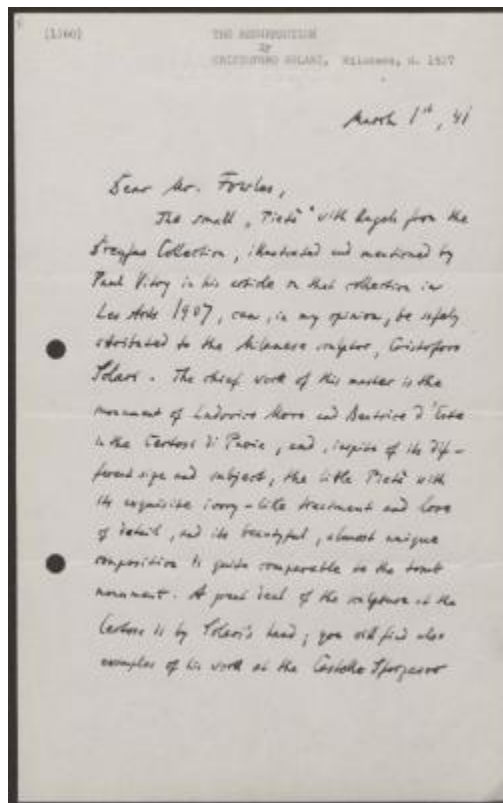 (1360)
THE RESURRECTION
By
CRISTOFORO SOLARI, Milanese, d. 1527
March 1st, 41
Dear Mr. Fowles,
The small „Pietà" with Angels from the
Dreyfus Collection, illustrated and mentioned by
Paul Vitry in his article on that collection in
Les Arts 1907, can, in my opinion, be safely
attributed to the Milanese sculptor, Cristoforo
Solari. The chief work of this master is the
monument of Ludovico Moro and Beatrice d'Este
in the Certosa di Pavia, and, inspite of its dif-
ferent size and subject, the little Pietà with
its exquisite ivory-like treatment and love
of detail, and its beautyful, almost unique
composition is quite comparable to the tomb
monument. A great deal of the sculpture at the
Certosa is by Solari's hand; you will find also
examples of his work at the Castello Sforzesco